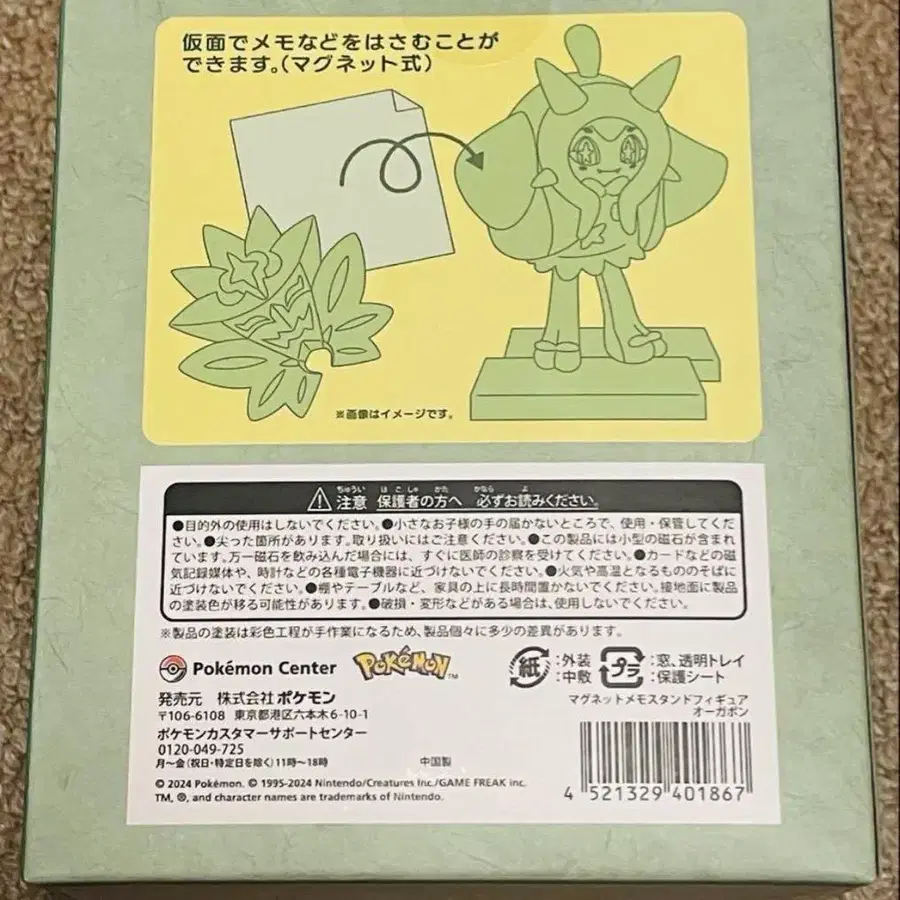 仮面でメモなどをはさむことが
できます。(マグネット式)
※画像はイメージです。
ちゅうい ほごしゃ かた かなら よ
⚠注意 保護者の方へ 必ずお読みください。
●目的外の使用はしないでください。●小さなお子様の手の届かないところで、使用・保管してくだ
さい。●尖った箇所があります。取り扱いにはご注意ください。●この製品には小型の磁石が含まれ
ています。万一磁石を飲み込んだ場合には、すぐに医師の診察を受けてください。●カードなどの磁
気記録媒体や、時計などの各種電子機器に近づけないでください。●火気や高温となるもののそばに
近づけないでください。●棚やテーブルなど、家具の上に長時間置かないでください。接地面に製品
の塗装色が移る可能性があります。●破損・変形などがある場合は、使用しないでください。
※製品の塗装は彩色工程が手作業になるため、製品個々に多少の差異があります。
Pokémon Center POKéMON™
紙:外装
:中敷
プラ:窓、透明トレイ
:保護シート
発売元 株式会社ポケモン
〒106-6108 東京都港区六本木6-10-1
ポケモンカスタマーサポートセンター
0120-049-725
月〜金(祝日・特定日を除く)11時〜18時
中国製
マグネットメモスタンドフィギュア
オーガポン
© 2024 Pokémon. © 1995-2024 Nintendo/Creatures Inc./GAME FREAK inc.
TM, ®, and character names are trademarks of Nintendo.
4 521329 401867